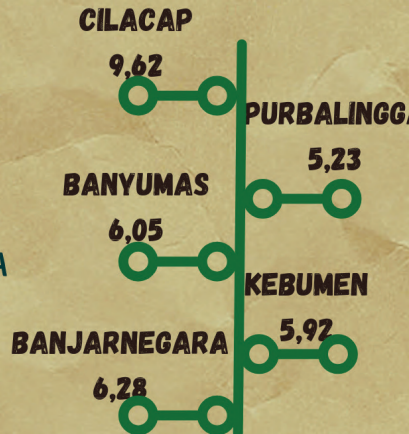 CILACAP
9,62
PURBALINGGA
5,23
BANYUMAS
6,05
A
KEBUMEN
5,92
BANJARNEGARA
6,28